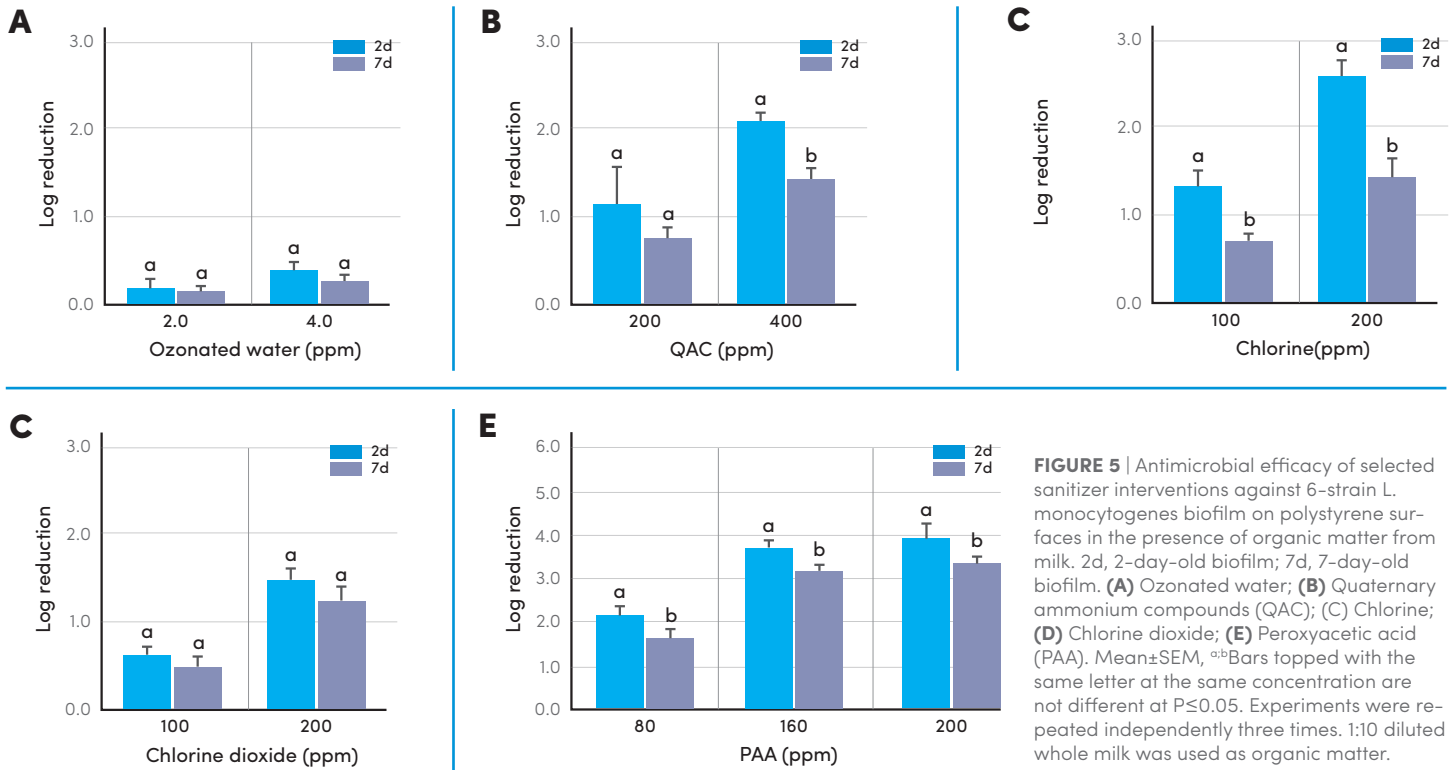 A
3.0
2.0
1.0
0.0
Log reduction
2d
7d
a
a
a
a
2.0
4.0
Ozonated water (ppm)
B
3.0
2.0
1.0
0.0
Log reduction
2d
7d
a
a
a
b
200
400
QAC (ppm)
C
3.0
2.0
1.0
0.0
Log reduction
2d
7d
a
b
a
b
100
200
Chlorine(ppm)
C
3.0
2.0
1.0
0.0
Log reduction
2d
7d
a
a
a
a
100
200
Chlorine dioxide (ppm)
E
6.0
5.0
4.0
3.0
2.0
1.0
0.0
Log reduction
2d
7d
a
b
a
b
a
b
80
160
200
PAA (ppm)
FIGURE 5 | Antimicrobial efficacy of selected
sanitizer interventions against 6-strain L.
monocytogenes biofilm on polystyrene sur-
faces in the presence of organic matter from
milk. 2d, 2-day-old biofilm; 7d, 7-day-old
biofilm. (A) Ozonated water; (B) Quaternary
ammonium compounds (QAC); (C) Chlorine;
(D) Chlorine dioxide; (E) Peroxyacetic acid
(PAA). Mean±SEM, a;bBars topped with the
same letter at the same concentration are
not different at P≤0.05. Experiments were re-
peated independently three times. 1:10 diluted
whole milk was used as organic matter.